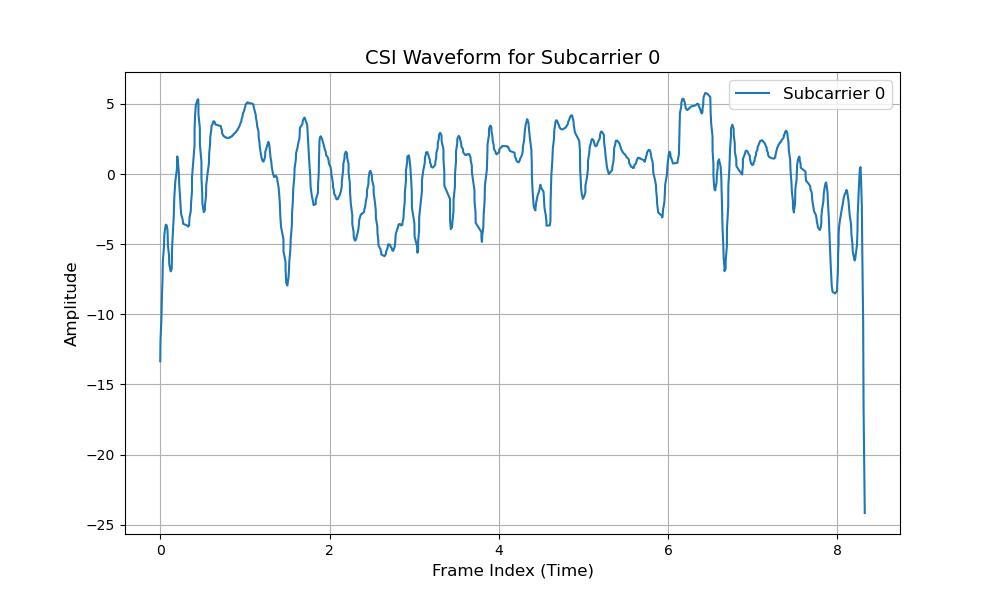 CSI Waveform for Subcarrier 0
Subcarrier 0
5
0
−5
−10
−15
−20
−25
Amplitude
0 2 4 6 8
Frame Index (Time)